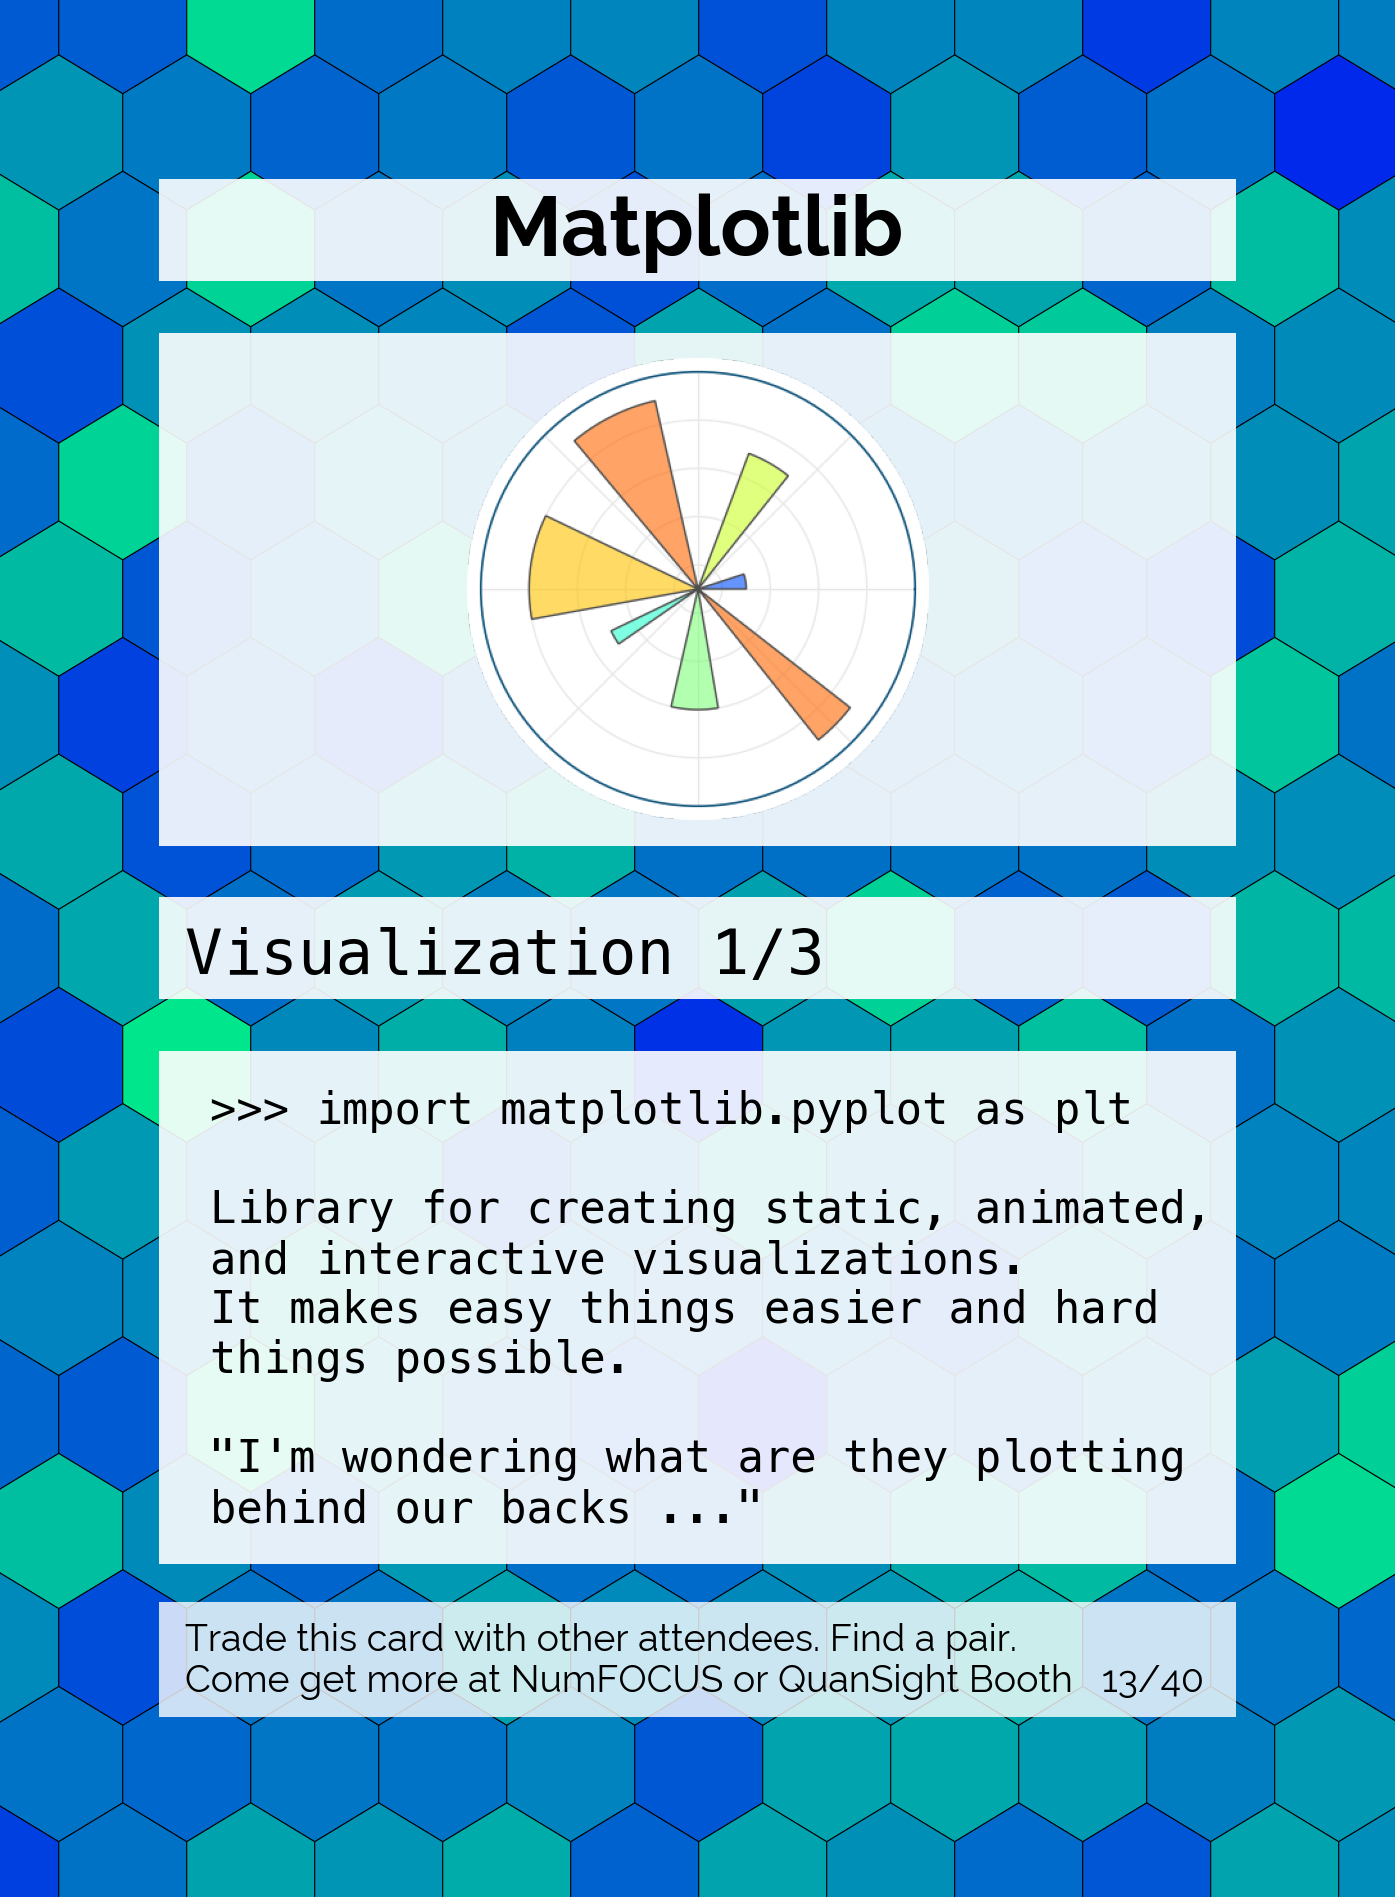 Matplotlib
Visualization 1/3
>>> import matplotlib.pyplot as plt
Library for creating static, animated,
and interactive visualizations.
It makes easy things easier and hard
things possible.
"I'm wondering what are they plotting
behind our backs ..."
Trade this card with other attendees. Find a pair.
Come get more at NumFOCUS or QuanSight Booth 13/40